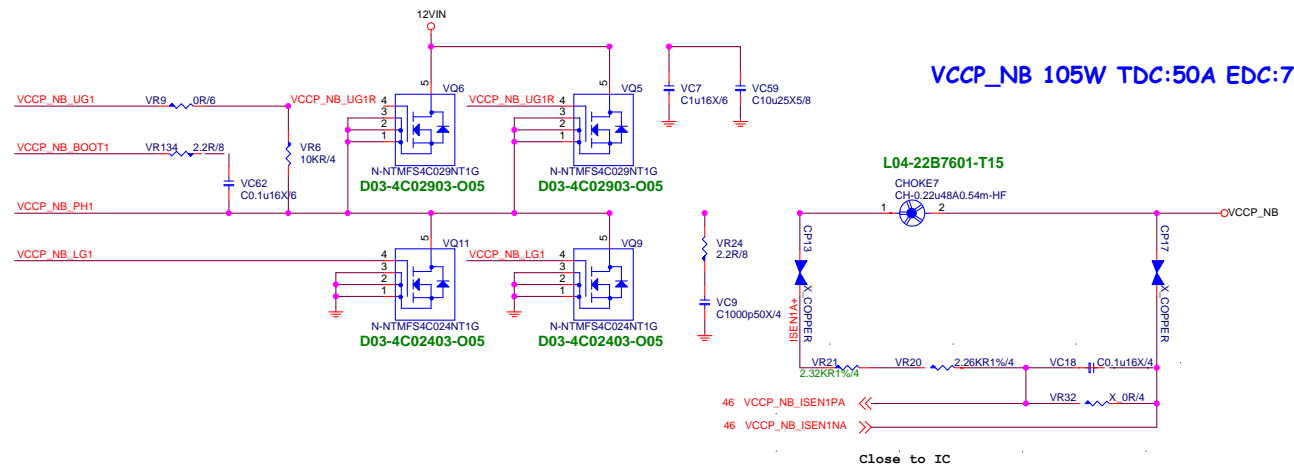 12VIN
VCCP_NB 105W TDC:50A EDC:7
VCCP_NB_UG1
VR9
0R/6
VCCP_NB_UG1R
4
3
2
1
5
VQ6
N-NTMFS4C029NT1G
D03-4C02903-O05
VCCP_NB_UG1R
4
3
2
1
5
VQ5
N-NTMFS4C029NT1G
D03-4C02903-O05
VC7
C1u16X/6
VC59
C10u25X5/8
VR6
10KR/4
VCCP_NB_BOOT1
VR134
2.2R/8
VC62
C0.1u16X/6
VCCP_NB_PH1
L04-22B7601-T15
CHOKE7
CH-0.22u48A0.54m-HF
1
2
VCCP_NB
VCCP_NB_LG1
4
3
2
1
5
VQ11
N-NTMFS4C024NT1G
D03-4C02403-O05
VCCP_NB_LG1
4
3
2
1
5
VQ9
N-NTMFS4C024NT1G
D03-4C02403-O05
VR24
2.2R/8
VC9
C1000p50X/4
CP13
X_COPPER
ISEN1A+
CP17
X_COPPER
VR21
2.32KR1%/4
VR20
2.26KR1%/4
VC18
C0.1u16X/4
VR32
X_0R/4
46 VCCP_NB_ISEN1PA
46 VCCP_NB_ISEN1NA
Close to IC